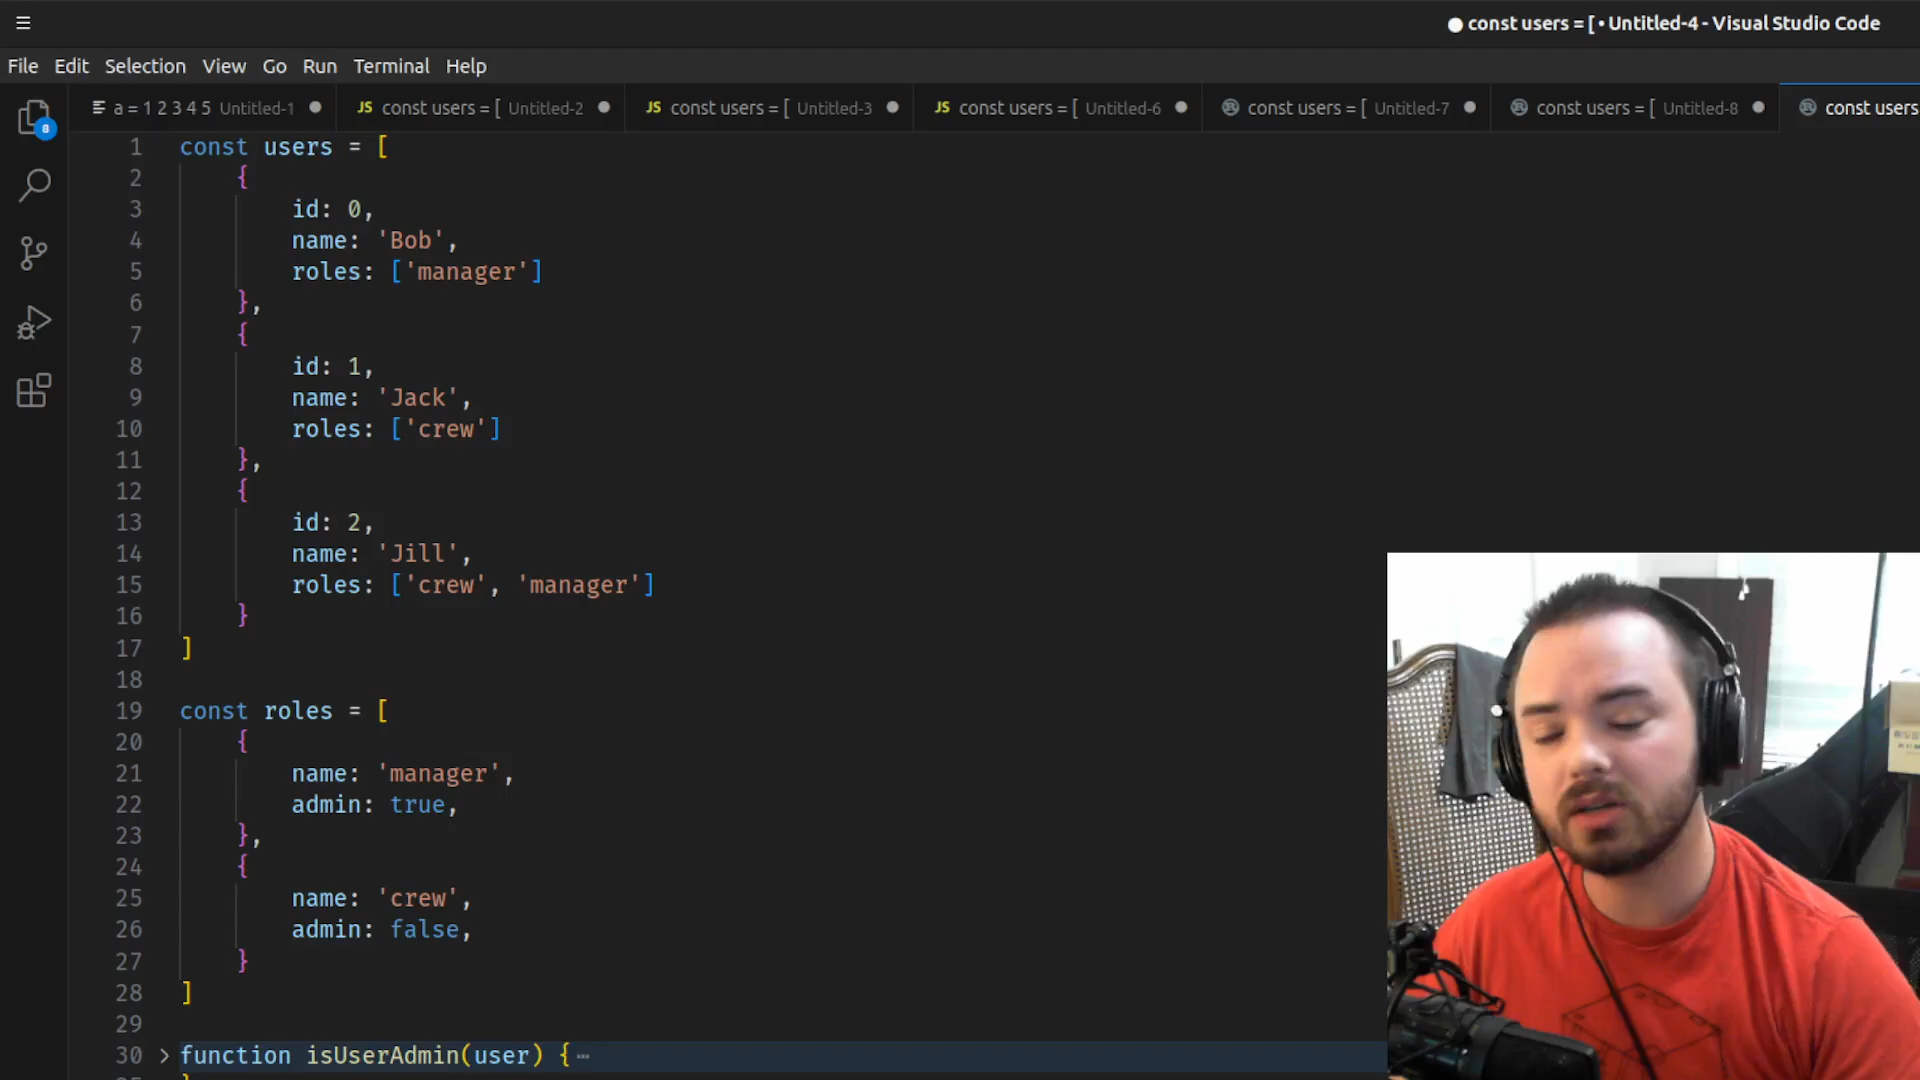 ☰
● const users = [ • Untitled-4 - Visual Studio Code
File Edit Selection View Go Run Terminal Help
a = 1 2 3 4 5 Untitled-1 ●
JS const users = [ Untitled-2 ●
JS const users = [ Untitled-3 ●
JS const users = [ Untitled-6 ●
const users = [ Untitled-7 ●
const users = [ Untitled-8 ●
const users
8
1 const users = [
2 {
3 id: 0,
4 name: 'Bob',
5 roles: ['manager']
6 },
7 {
8 id: 1,
9 name: 'Jack',
10 roles: ['crew']
11 },
12 {
13 id: 2,
14 name: 'Jill',
15 roles: ['crew', 'manager']
16 }
17 ]
18
19 const roles = [
20 {
21 name: 'manager',
22 admin: true,
23 },
24 {
25 name: 'crew',
26 admin: false,
27 }
28 ]
29
30 > function isUserAdmin(user) { ⋯